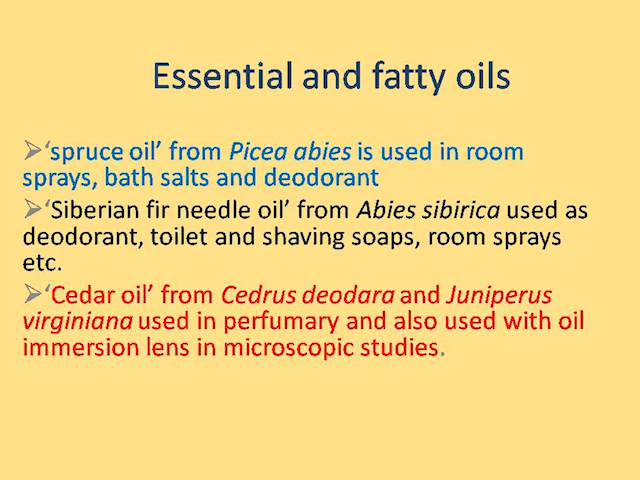 Essential and fatty oils
➢‘spruce oil’ from Picea abies is used in room
sprays, bath salts and deodorant
➢‘Siberian fir needle oil’ from Abies sibirica used as
deodorant, toilet and shaving soaps, room sprays
etc.
➢‘Cedar oil’ from Cedrus deodara and Juniperus
virginiana used in perfumary and also used with oil
immersion lens in microscopic studies.